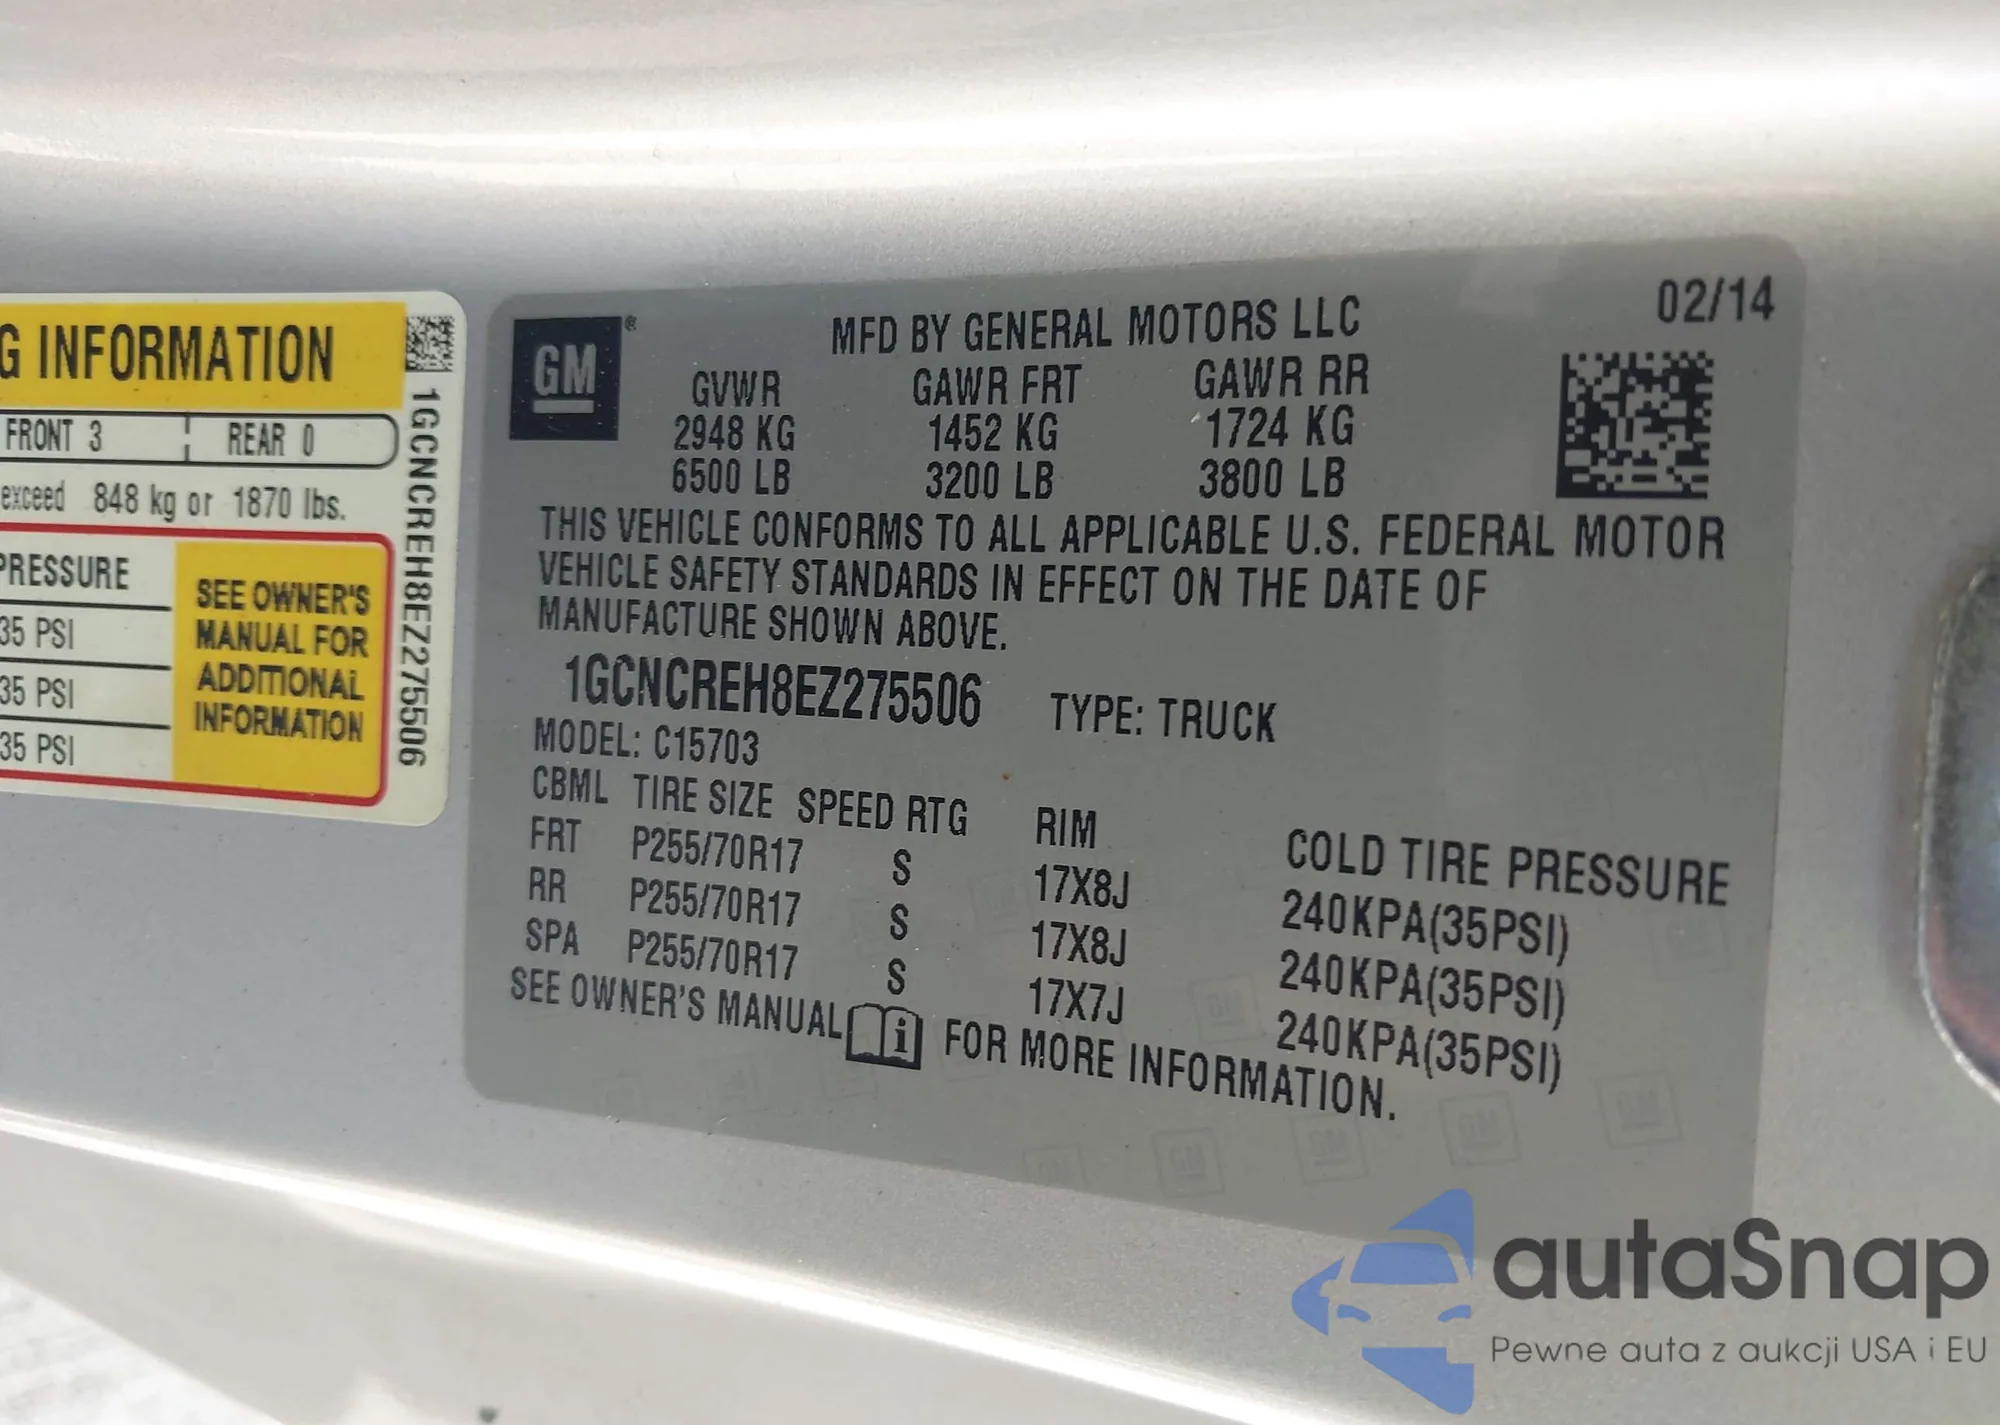 G INFORMATION
FRONT 3 REAR 0
exceed 848 kg or 1870 lbs.
PRESSURE
35 PSI
35 PSI
35 PSI
SEE OWNER'S
MANUAL FOR
ADDITIONAL
INFORMATION
1GCNCREH8EZ275506
GM®
MFD BY GENERAL MOTORS LLC
02/14
GVWR GAWR FRT GAWR RR
2948 KG 1452 KG 1724 KG
6500 LB 3200 LB 3800 LB
THIS VEHICLE CONFORMS TO ALL APPLICABLE U.S. FEDERAL MOTOR
VEHICLE SAFETY STANDARDS IN EFFECT ON THE DATE OF
MANUFACTURE SHOWN ABOVE.
1GCNCREH8EZ275506 TYPE: TRUCK
MODEL: C15703
CBML TIRE SIZE SPEED RTG RIM COLD TIRE PRESSURE
FRT P255/70R17 S 17X8J 240KPA(35PSI)
RR P255/70R17 S 17X8J 240KPA(35PSI)
SPA P255/70R17 S 17X7J 240KPA(35PSI)
SEE OWNER'S MANUAL i FOR MORE INFORMATION.
autaSnap
Pewne auta z aukcji USA i EU